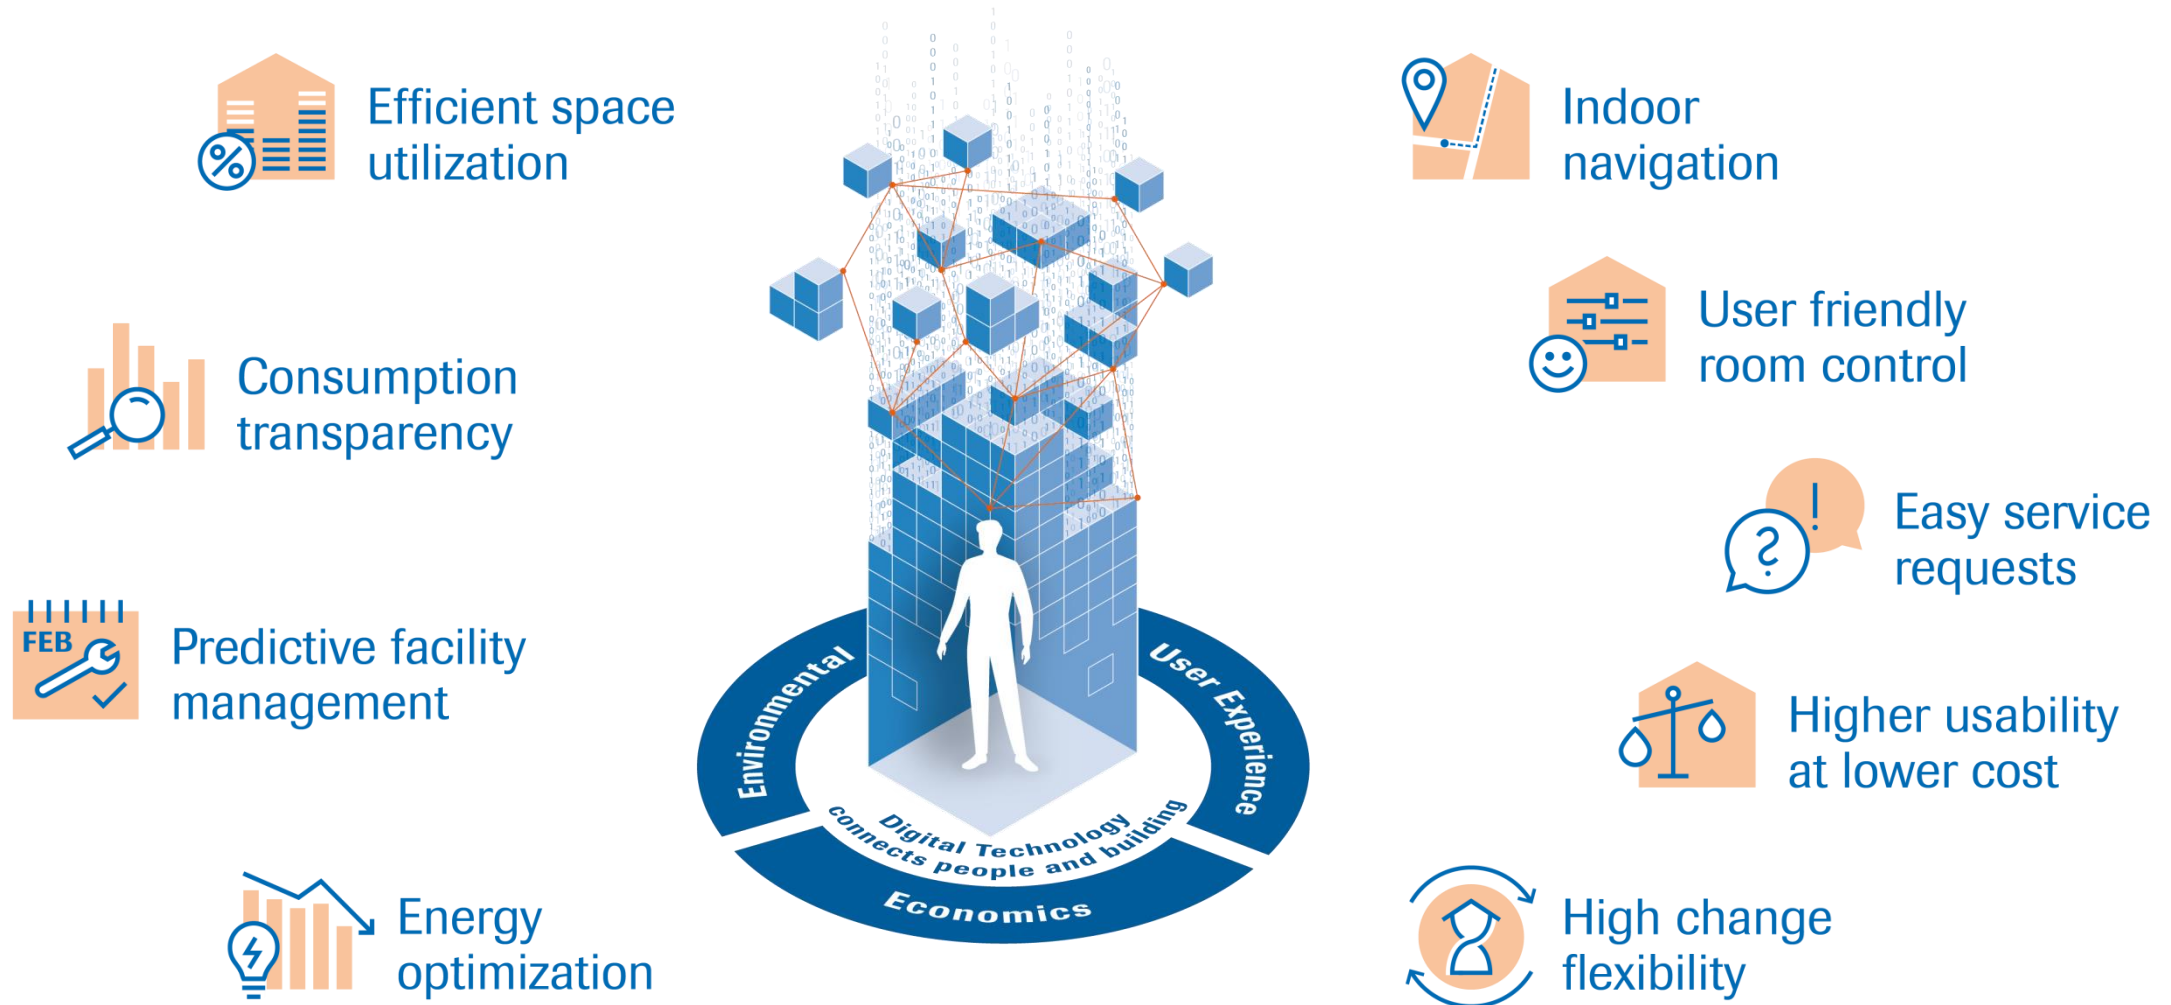 Efficient space
utilization
Consumption
transparency
FEB
Predictive facility
management
Energy
optimization
Environmental
User Experience
Economics
Digital Technology
connects people and building
Indoor
navigation
User friendly
room control
Easy service
requests
Higher usability
at lower cost
High change
flexibility